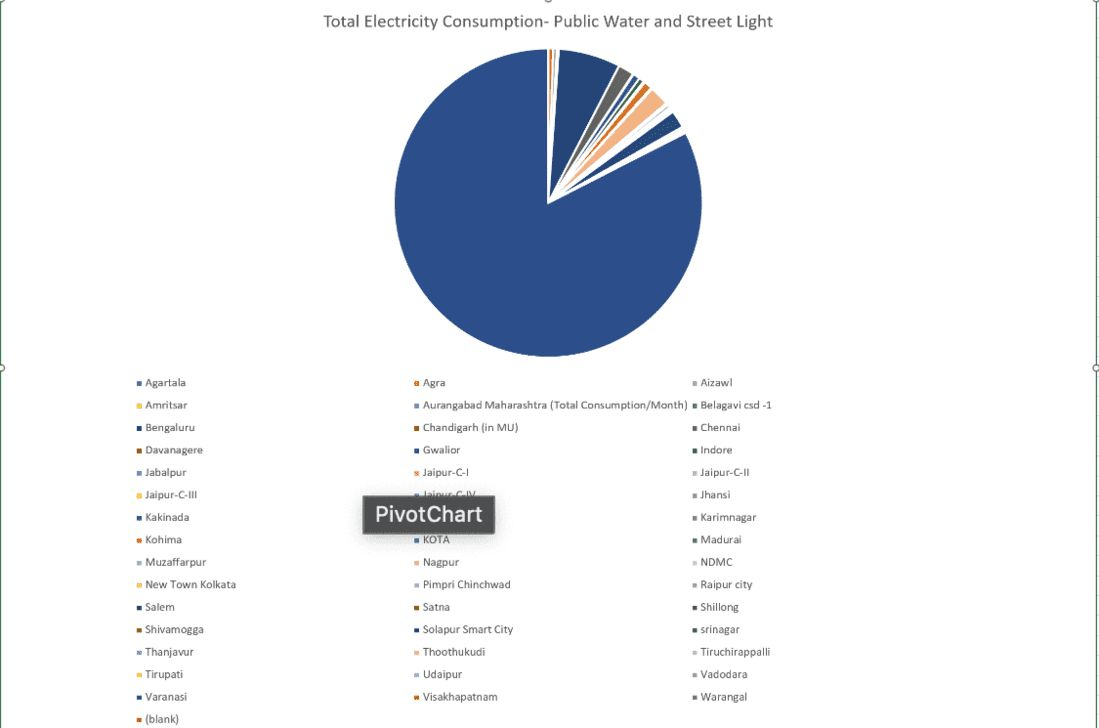 Total Electricity Consumption- Public Water and Street Light
Agartala Agra Aizawl
Amritsar Aurangabad Maharashtra (Total Consumption/Month) Belagavi csd -1
Bengaluru Chandigarh (in MU) Chennai
Davanagere Gwalior Indore
Jabalpur Jaipur-C-I Jaipur-C-II
Jaipur-C-III Jaipur-C-IV Jhansi
PivotChart
Kakinada Karimnagar
Kohima KOTA Madurai
Muzaffarpur Nagpur NDMC
New Town Kolkata Pimpri Chinchwad Raipur city
Salem Satna Shillong
Shivamogga Solapur Smart City srinagar
Thanjavur Thoothukudi Tiruchirappalli
Tirupati Udaipur Vadodara
Varanasi Visakhapatnam Warangal
(blank)